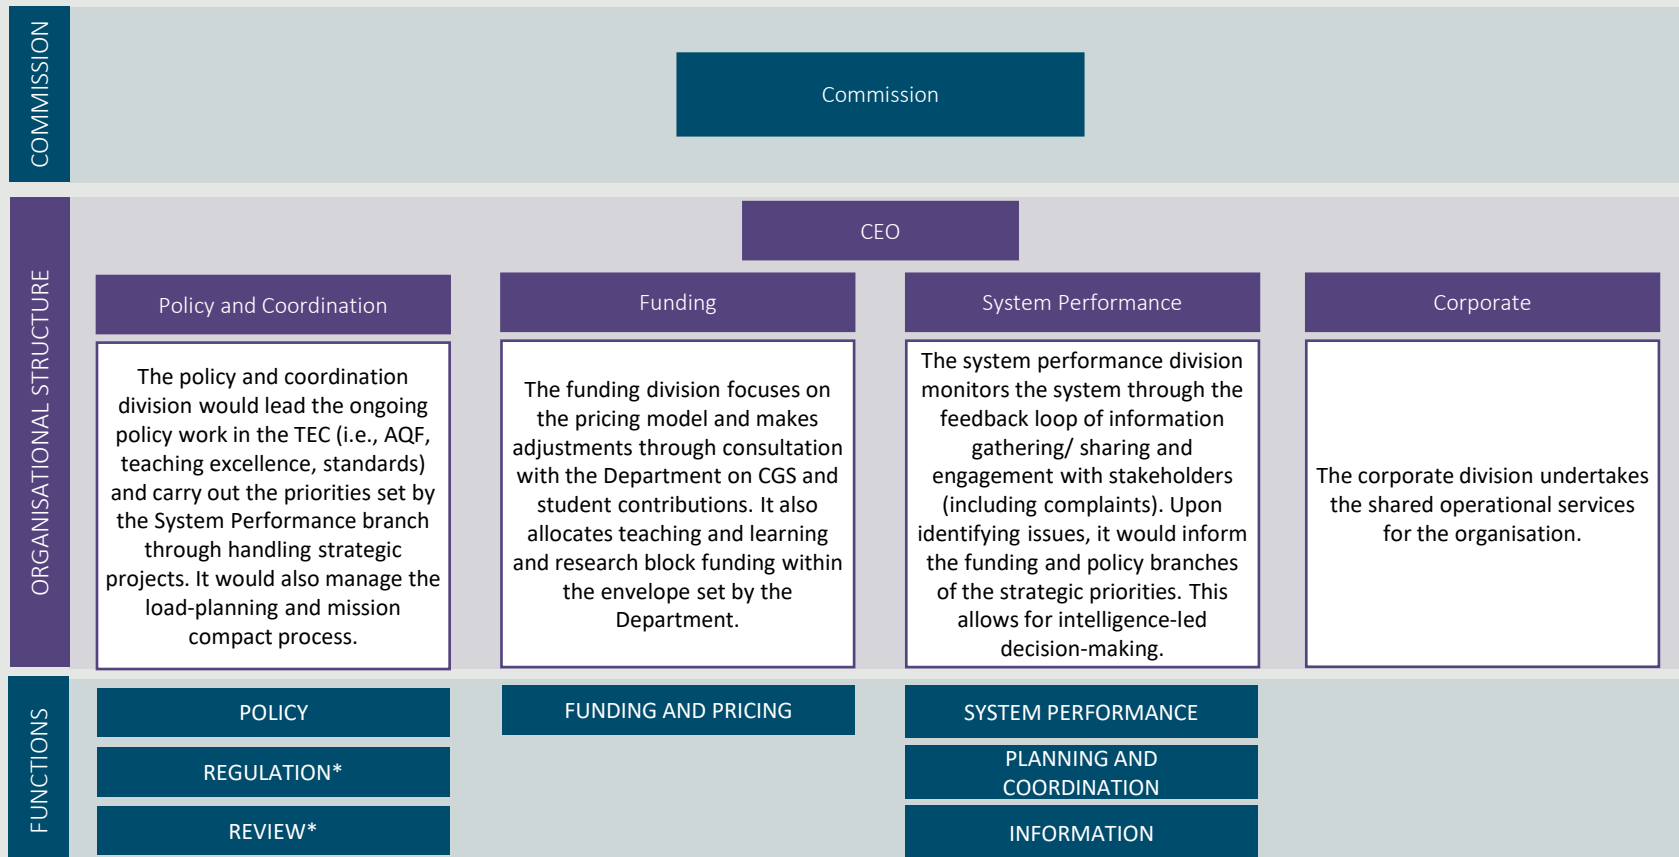 COMMISSION
Commission
ORGANISATIONAL STRUCTURE
CEO
Policy and Coordination
The policy and coordination
division would lead the ongoing
policy work in the TEC (i.e., AQF,
teaching excellence, standards)
and carry out the priorities set by
the System Performance branch
through handling strategic
projects. It would also manage the
load-planning and mission
compact process.
Funding
The funding division focuses on
the pricing model and makes
adjustments through consultation
with the Department on CGS and
student contributions. It also
allocates teaching and learning
and research block funding within
the envelope set by the
Department.
System Performance
The system performance division
monitors the system through the
feedback loop of information
gathering/ sharing and
engagement with stakeholders
(including complaints). Upon
identifying issues, it would inform
the funding and policy branches
of the strategic priorities. This
allows for intelligence-led
decision-making.
Corporate
The corporate division undertakes
the shared operational services
for the organisation.
FUNCTIONS
POLICY
REGULATION*
REVIEW*
FUNDING AND PRICING
SYSTEM PERFORMANCE
PLANNING AND
COORDINATION
INFORMATION